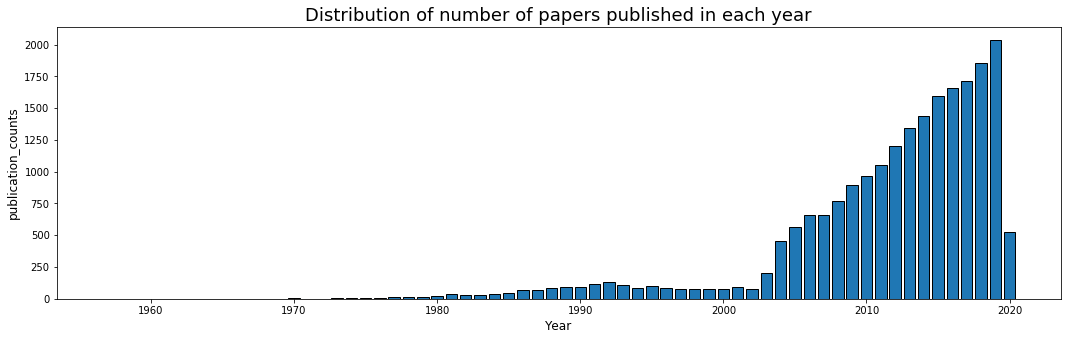 Distribution of number of papers published in each year
2000
1750
1500
1250
1000
750
500
250
0
publication_counts
1960 1970 1980 1990 2000 2010 2020
Year